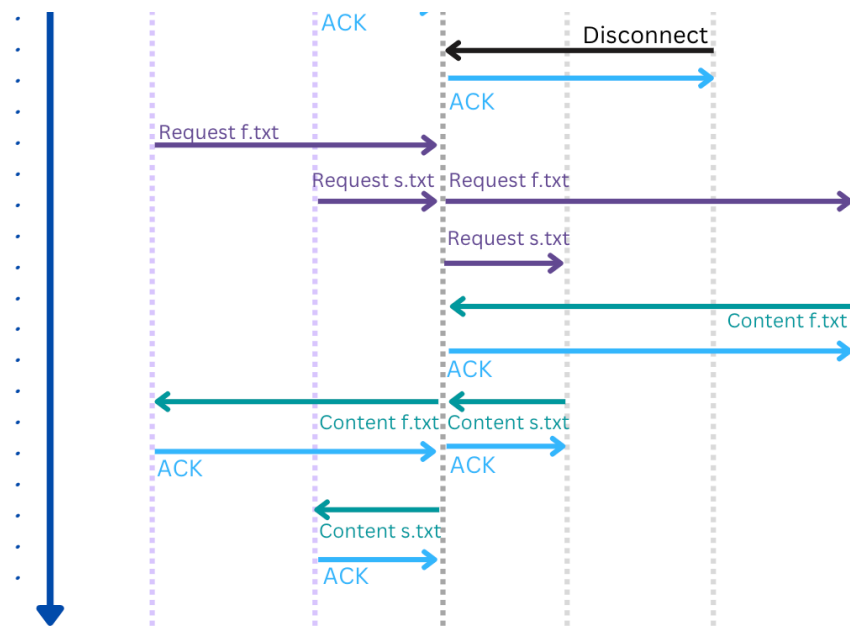 ACK
Disconnect
ACK
Request f.txt
Request s.txt Request f.txt
Request s.txt
Content f.txt
ACK
Content f.txt Content s.txt
ACK ACK
Content s.txt
ACK